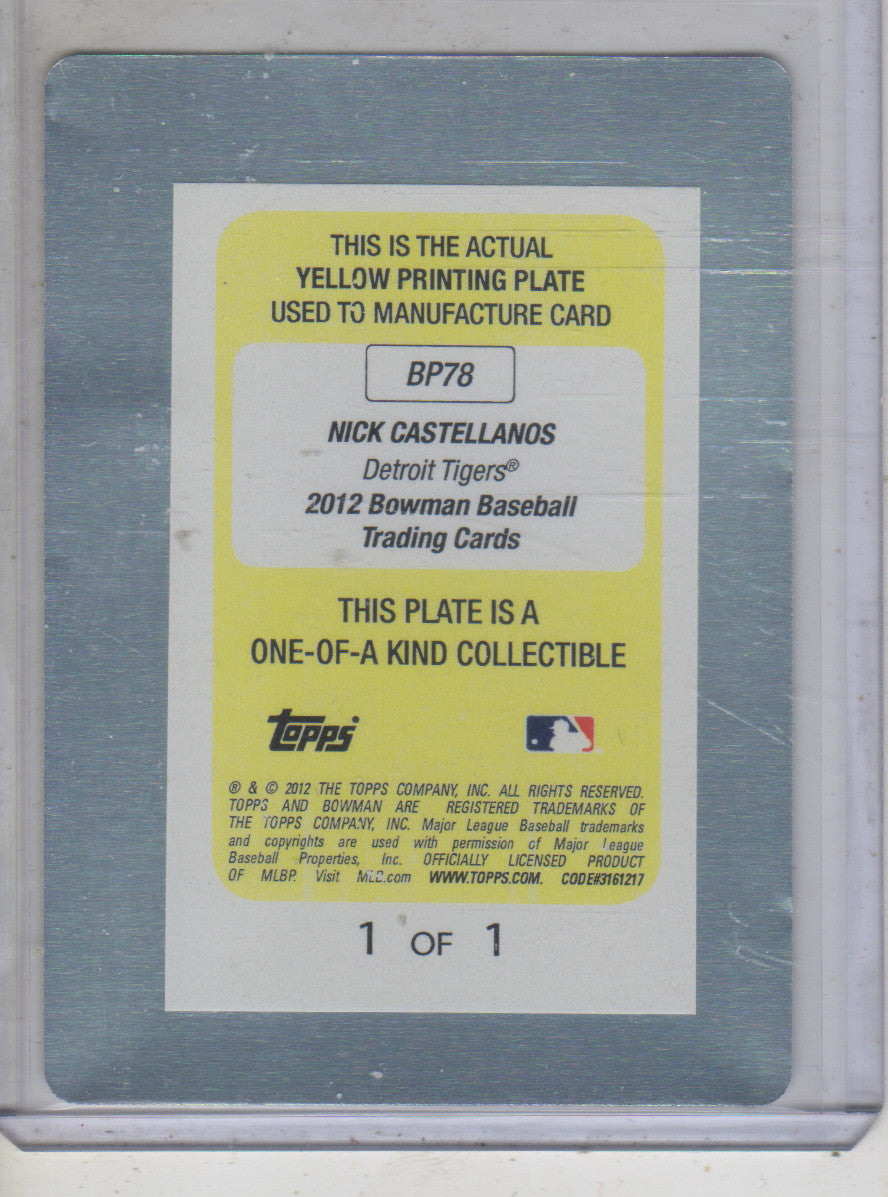 THIS IS THE ACTUAL
YELLOW PRINTING PLATE
USED TO MANUFACTURE CARD
BP78
NICK CASTELLANOS
Detroit Tigers®
2012 Bowman Baseball
Trading Cards
THIS PLATE IS A
ONE-OF-A KIND COLLECTIBLE
Topps
® & © 2012 THE TOPPS COMPANY, INC. ALL RIGHTS RESERVED.
TOPPS AND BOWMAN ARE REGISTERED TRADEMARKS OF
THE TOPPS COMPANY, INC. Major League Baseball trademarks
and copyrights are used with permission of Major League
Baseball Properties, Inc. OFFICIALLY LICENSED PRODUCT
OF MLBP. Visit MLB.com WWW.TOPPS.COM. CODE#3161217
1 OF 1